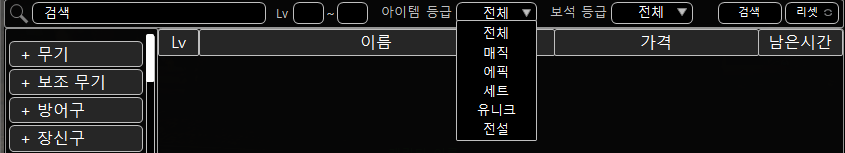 검색 Lv ~ 아이템 등급 전체 보석 등급 전체 검색 리셋
Lv 이름 가격 남은시간
전체
매직
에픽
세트
유니크
전설
+ 무기
+ 보조 무기
+ 방어구
+ 장신구